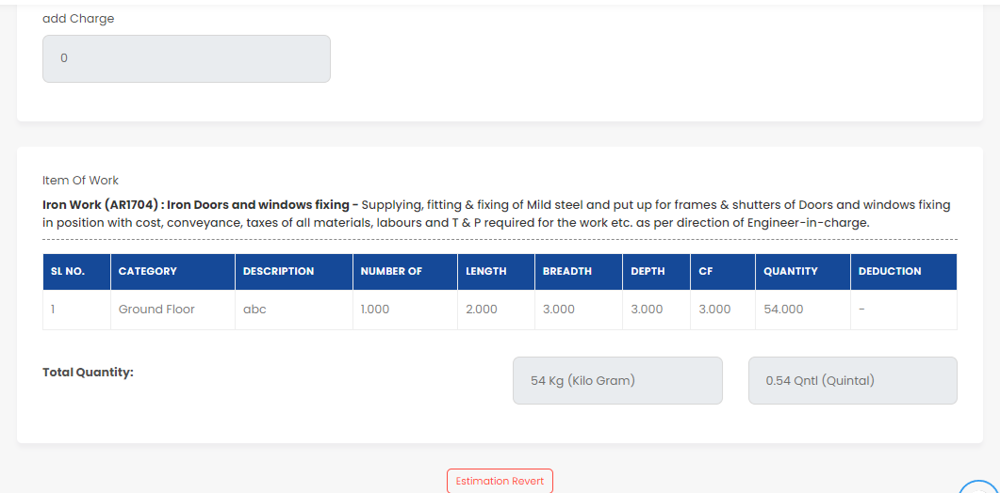 add Charge
0
Item Of Work
Iron Work (AR1704) : Iron Doors and windows fixing - Supplying, fitting & fixing of Mild steel and put up for frames & shutters of Doors and windows fixing
in position with cost, conveyance, taxes of all materials, labours and T & P required for the work etc. as per direction of Engineer-in-charge.
SL NO. CATEGORY DESCRIPTION NUMBER OF LENGTH BREADTH DEPTH CF QUANTITY DEDUCTION
1 Ground Floor abc 1.000 2.000 3.000 3.000 3.000 54.000 -
Total Quantity: 54 Kg (Kilo Gram) 0.54 Qntl (Quintal)
Estimation Revert